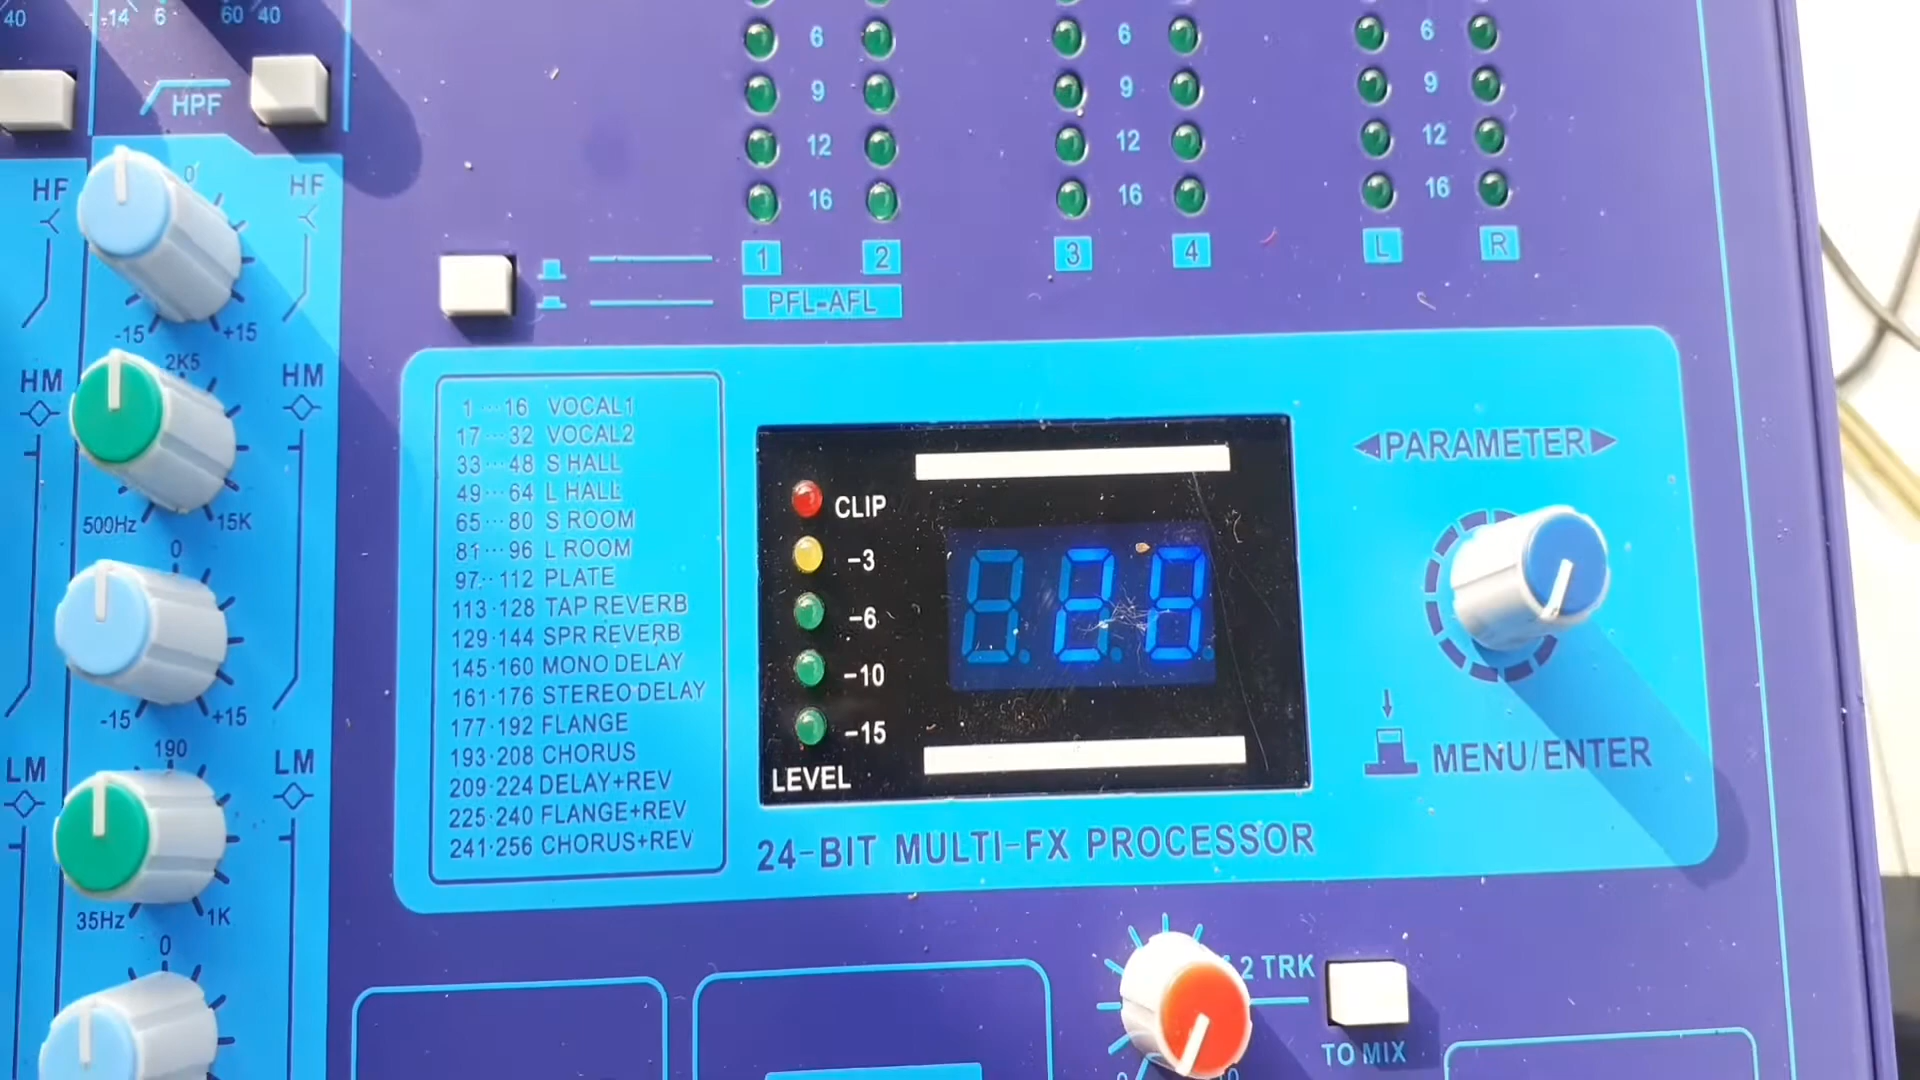 40
-14 6
60 40
6
6
6
9
9
9
12
12
12
16
16
16
HPF
1 2
3 4
L R
PFL-AFL
HF
0
HF
-15 +15
HM
2K5
HM
500Hz 15K
0
-15 +15
LM
190
LM
35Hz 1K
0
1···16 VOCAL1
17···32 VOCAL2
33···48 S HALL
49···64 L HALL
65···80 S ROOM
81···96 L ROOM
97··112 PLATE
113·128 TAP REVERB
129·144 SPR REVERB
145·160 MONO DELAY
161·176 STEREO DELAY
177·192 FLANGE
193·208 CHORUS
209·224 DELAY+REV
225·240 FLANGE+REV
241·256 CHORUS+REV
CLIP
-3
-6
-10
-15
LEVEL
24-BIT MULTI-FX PROCESSOR
PARAMETER
MENU/ENTER
2 TRK
TO MIX
0 10